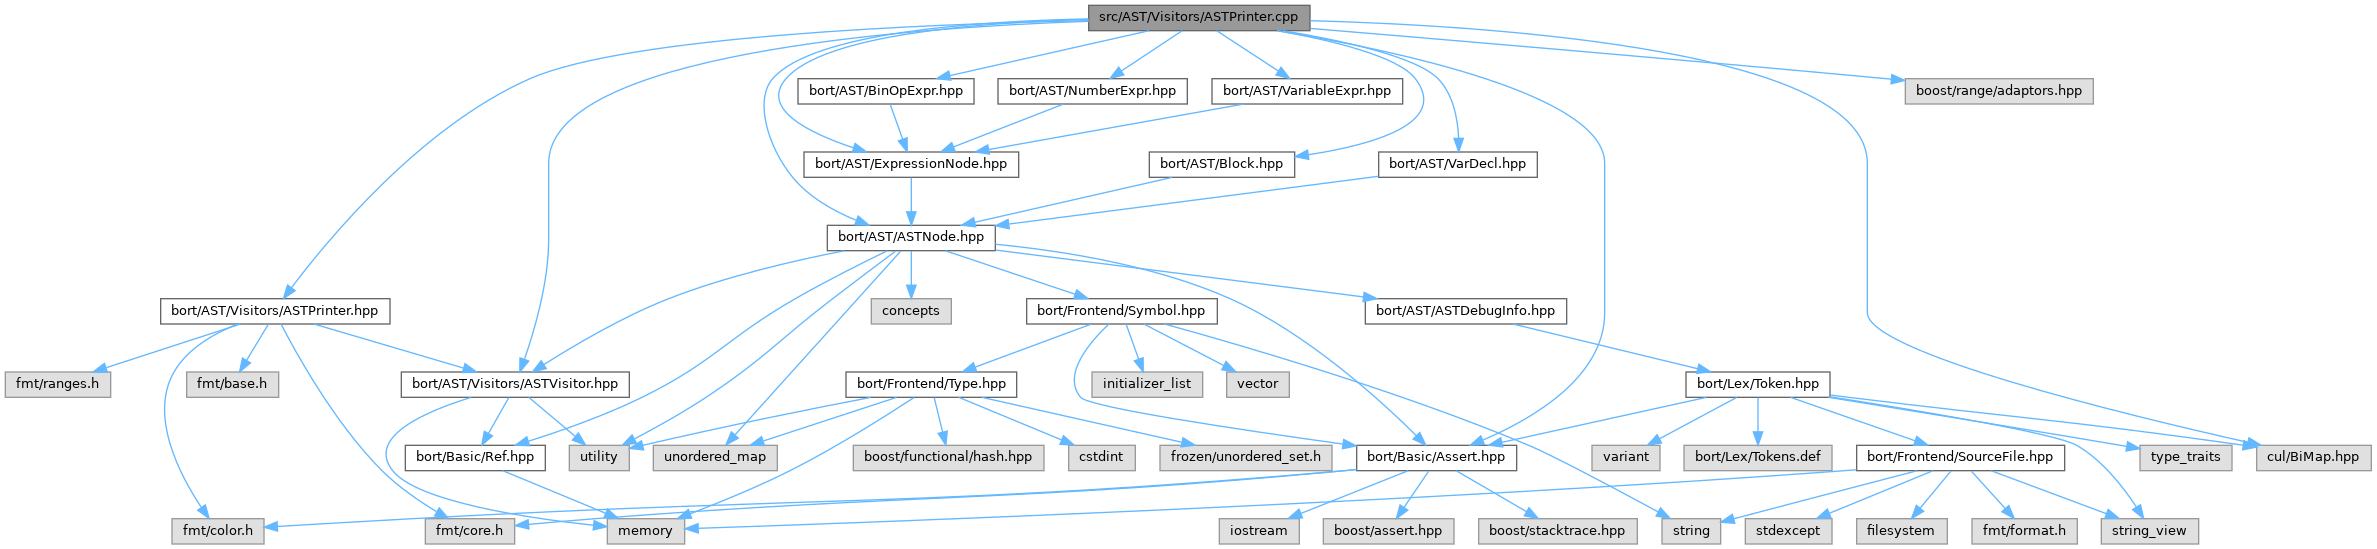 src/AST/Visitors/ASTPrinter.cpp
bort/AST/BinOpExpr.hpp
bort/AST/NumberExpr.hpp
bort/AST/VariableExpr.hpp
boost/range/adaptors.hpp
bort/AST/ExpressionNode.hpp
bort/AST/Block.hpp
bort/AST/VarDecl.hpp
bort/AST/ASTNode.hpp
bort/AST/Visitors/ASTPrinter.hpp
concepts
bort/Frontend/Symbol.hpp
bort/AST/ASTDebugInfo.hpp
fmt/ranges.h
fmt/base.h
bort/AST/Visitors/ASTVisitor.hpp
bort/Frontend/Type.hpp
initializer_list
vector
bort/Lex/Token.hpp
bort/Basic/Ref.hpp
utility
unordered_map
boost/functional/hash.hpp
cstdint
frozen/unordered_set.h
bort/Basic/Assert.hpp
variant
bort/Lex/Tokens.def
bort/Frontend/SourceFile.hpp
type_traits
cul/BiMap.hpp
fmt/color.h
fmt/core.h
memory
iostream
boost/assert.hpp
boost/stacktrace.hpp
string
stdexcept
filesystem
fmt/format.h
string_view